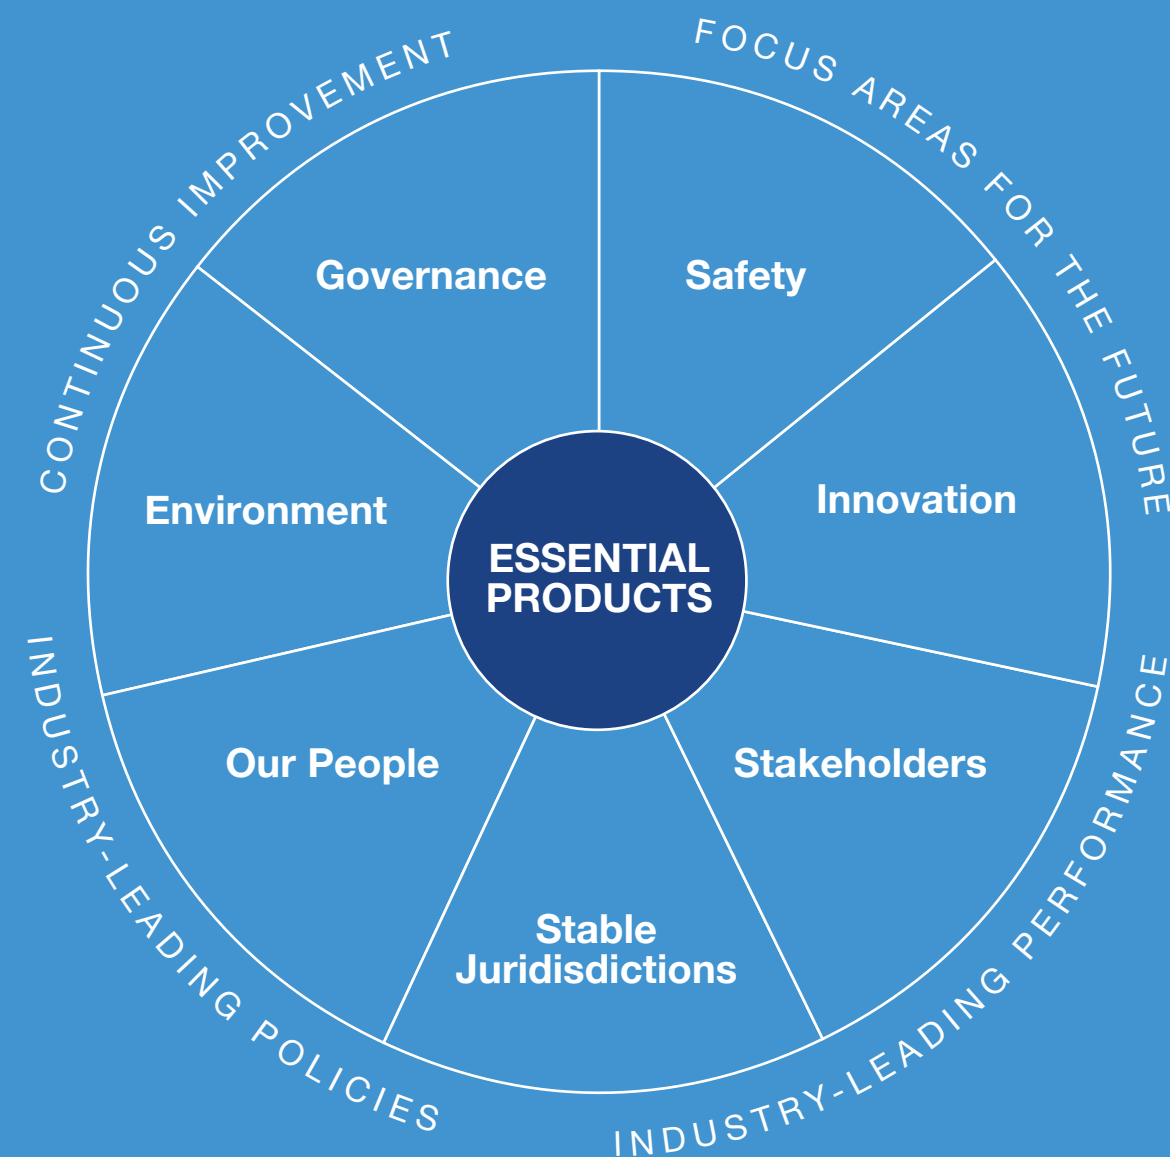 CONTINUOUS IMPROVEMENT
FOCUS AREAS FOR THE FUTURE
Governance
Safety
Environment
Innovation
ESSENTIAL
PRODUCTS
Our People
Stakeholders
Stable
Juridisdictions
INDUSTRY-LEADING POLICIES
INDUSTRY-LEADING PERFORMANCE